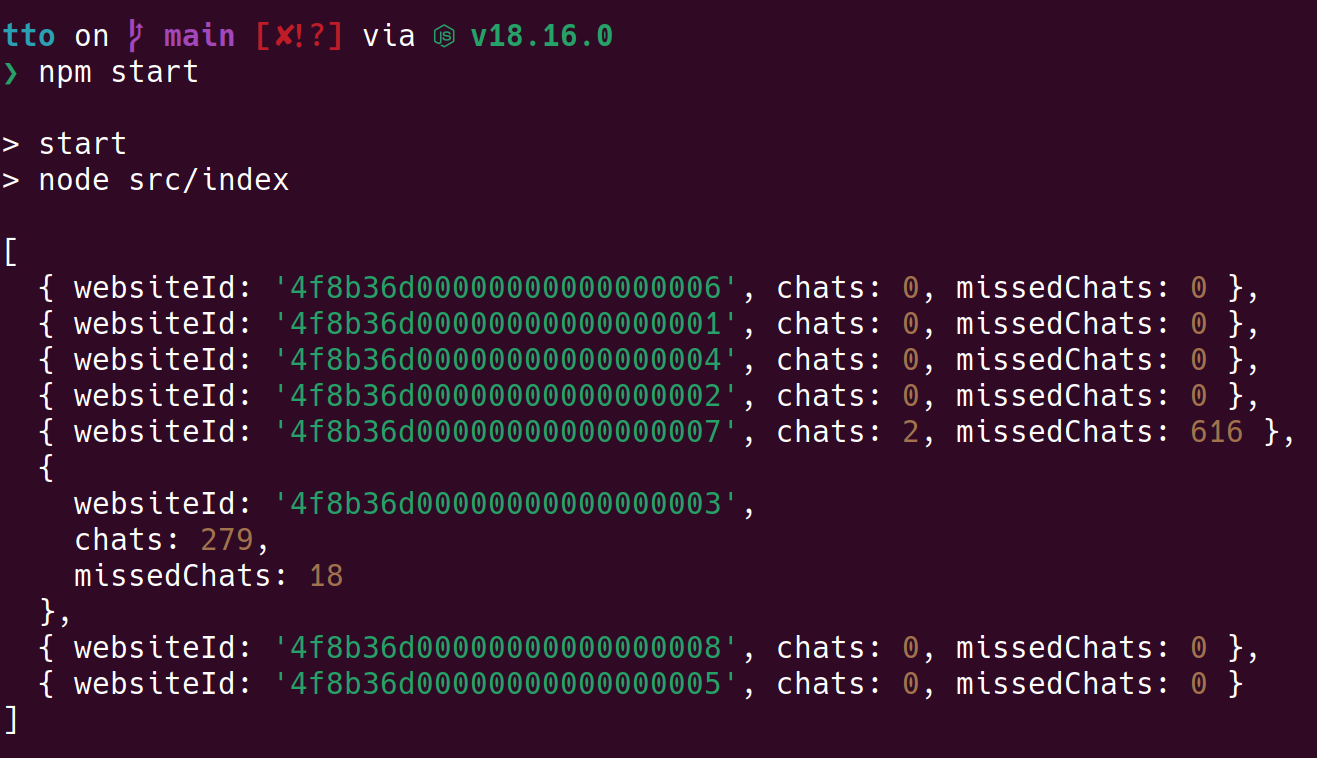 tto on main [✘!?] via v18.16.0
❯ npm start

> start
> node src/index

[
  { websiteId: '4f8b36d00000000000000006', chats: 0, missedChats: 0 },
  { websiteId: '4f8b36d00000000000000001', chats: 0, missedChats: 0 },
  { websiteId: '4f8b36d00000000000000004', chats: 0, missedChats: 0 },
  { websiteId: '4f8b36d00000000000000002', chats: 0, missedChats: 0 },
  { websiteId: '4f8b36d00000000000000007', chats: 2, missedChats: 616 },
  {
    websiteId: '4f8b36d00000000000000003',
    chats: 279,
    missedChats: 18
  },
  { websiteId: '4f8b36d00000000000000008', chats: 0, missedChats: 0 },
  { websiteId: '4f8b36d00000000000000005', chats: 0, missedChats: 0 }
]